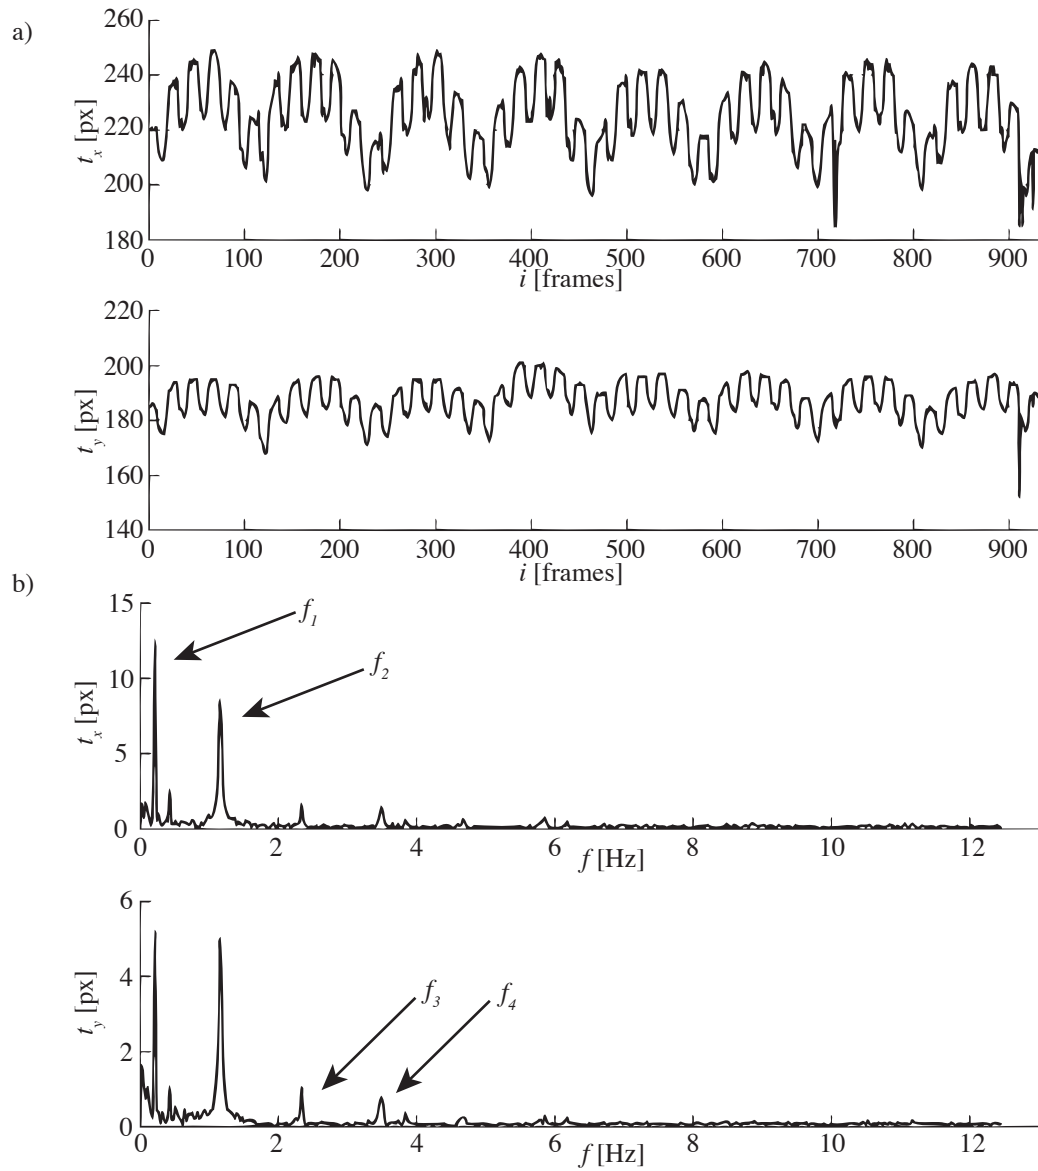 a)
260
240
220
200
180
t_x [px]
0 100 200 300 400 500 600 700 800 900
i [frames]
220
200
180
160
140
t_y [px]
0 100 200 300 400 500 600 700 800 900
i [frames]
b)
15
10
5
0
t_x [px]
f_1
f_2
0 2 4 6 8 10 12
f [Hz]
6
4
2
0
t_y [px]
f_3 f_4
0 2 4 6 8 10 12
f [Hz]